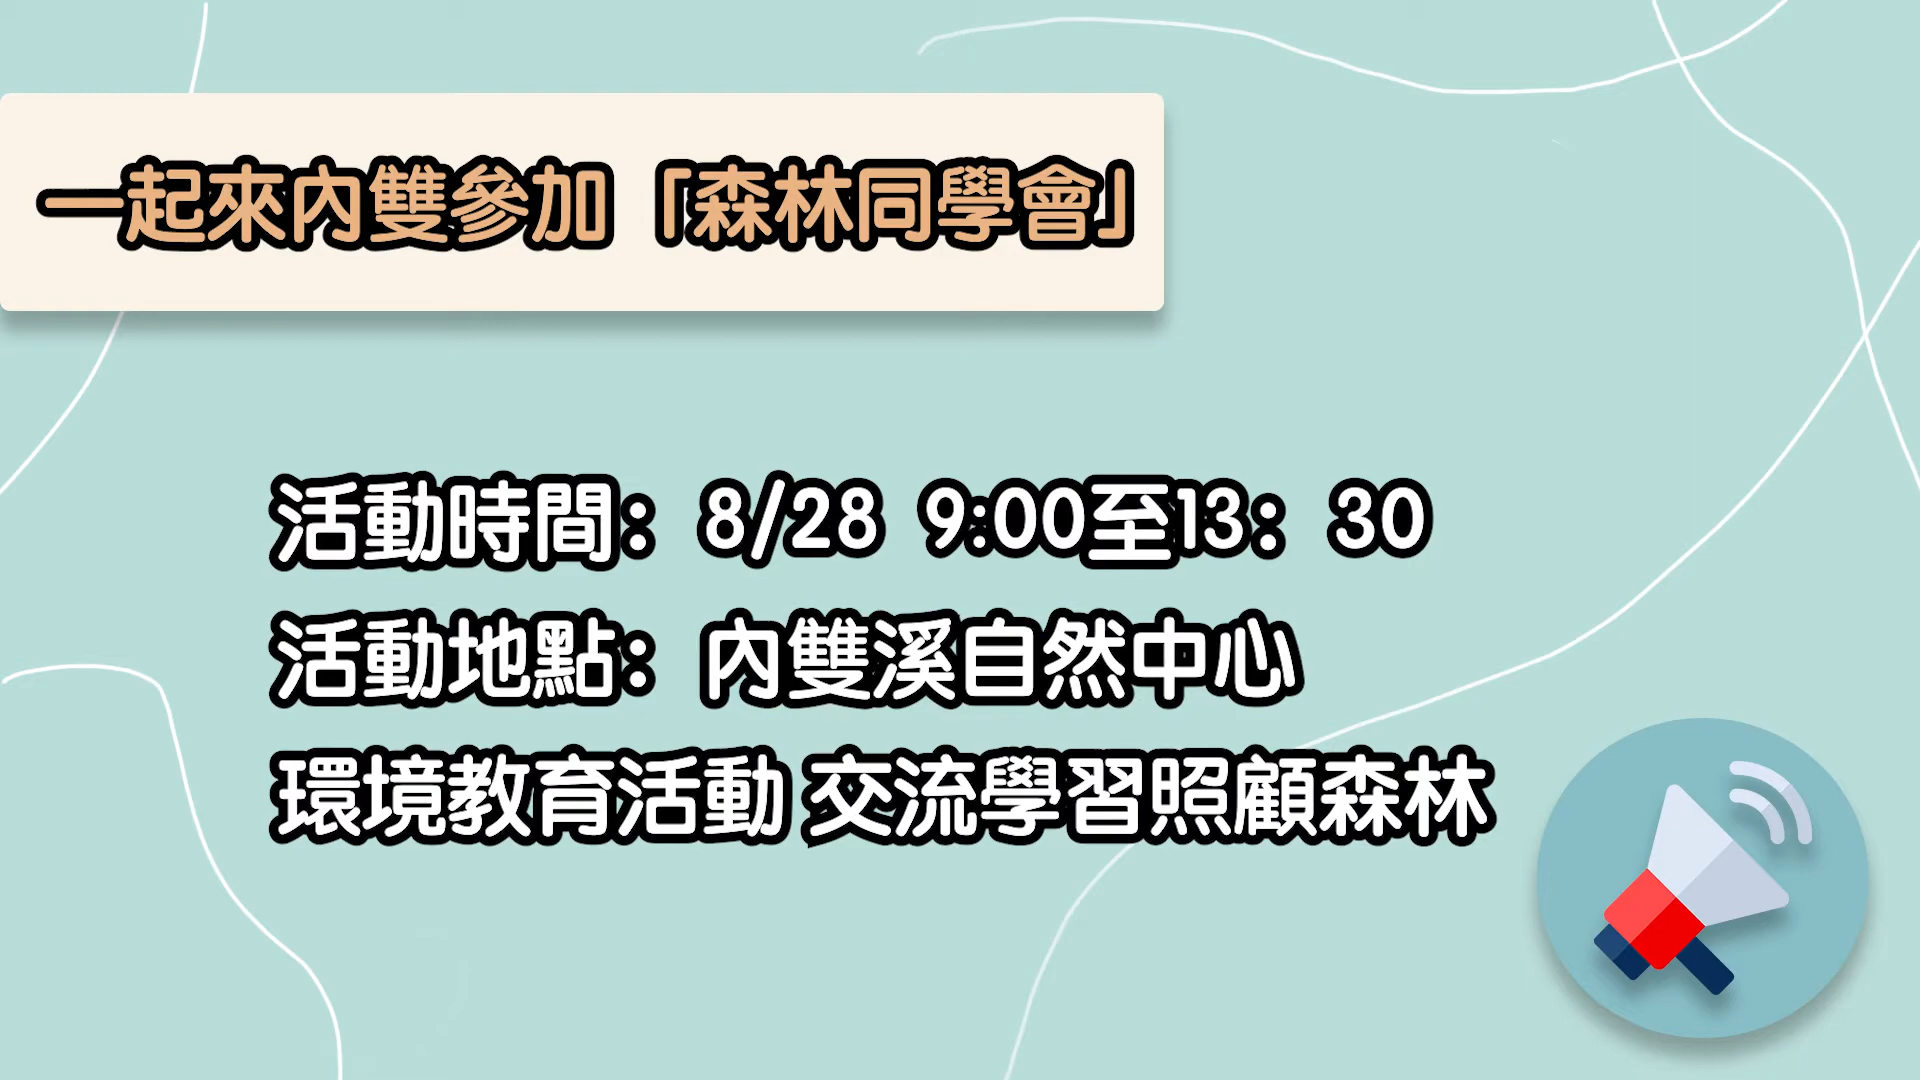 一起來內雙參加「森林同學會」
活動時間：8/28 9:00至13：30
活動地點：內雙溪自然中心
環境教育活動 交流學習照顧森林